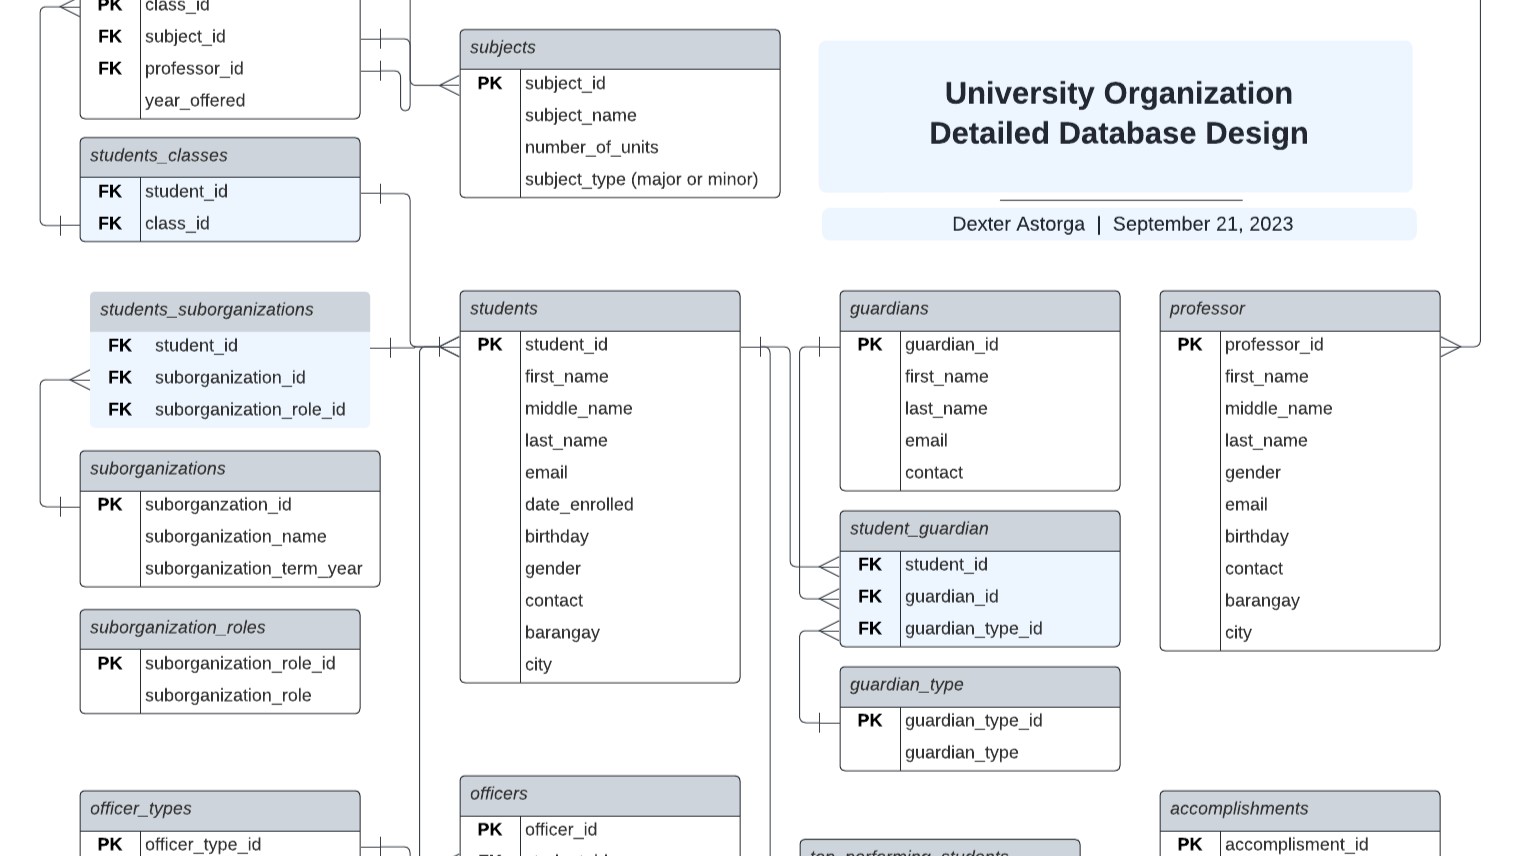 PK class_id
FK subject_id
FK professor_id
year_offered
subjects
PK subject_id
subject_name
number_of_units
subject_type (major or minor)
University Organization
Detailed Database Design
Dexter Astorga | September 21, 2023
students_classes
FK student_id
FK class_id
students_suborganizations
FK student_id
FK suborganization_id
FK suborganization_role_id
suborganizations
PK suborganzation_id
suborganization_name
suborganization_term_year
suborganization_roles
PK suborganization_role_id
suborganization_role
students
PK student_id
first_name
middle_name
last_name
email
date_enrolled
birthday
gender
contact
barangay
city
guardians
PK guardian_id
first_name
last_name
email
contact
student_guardian
FK student_id
FK guardian_id
FK guardian_type_id
guardian_type
PK guardian_type_id
guardian_type
professor
PK professor_id
first_name
middle_name
last_name
gender
email
birthday
contact
barangay
city
officer_types
PK officer_type_id
officers
PK officer_id
top_performing_students
accomplishments
PK accomplisment_id